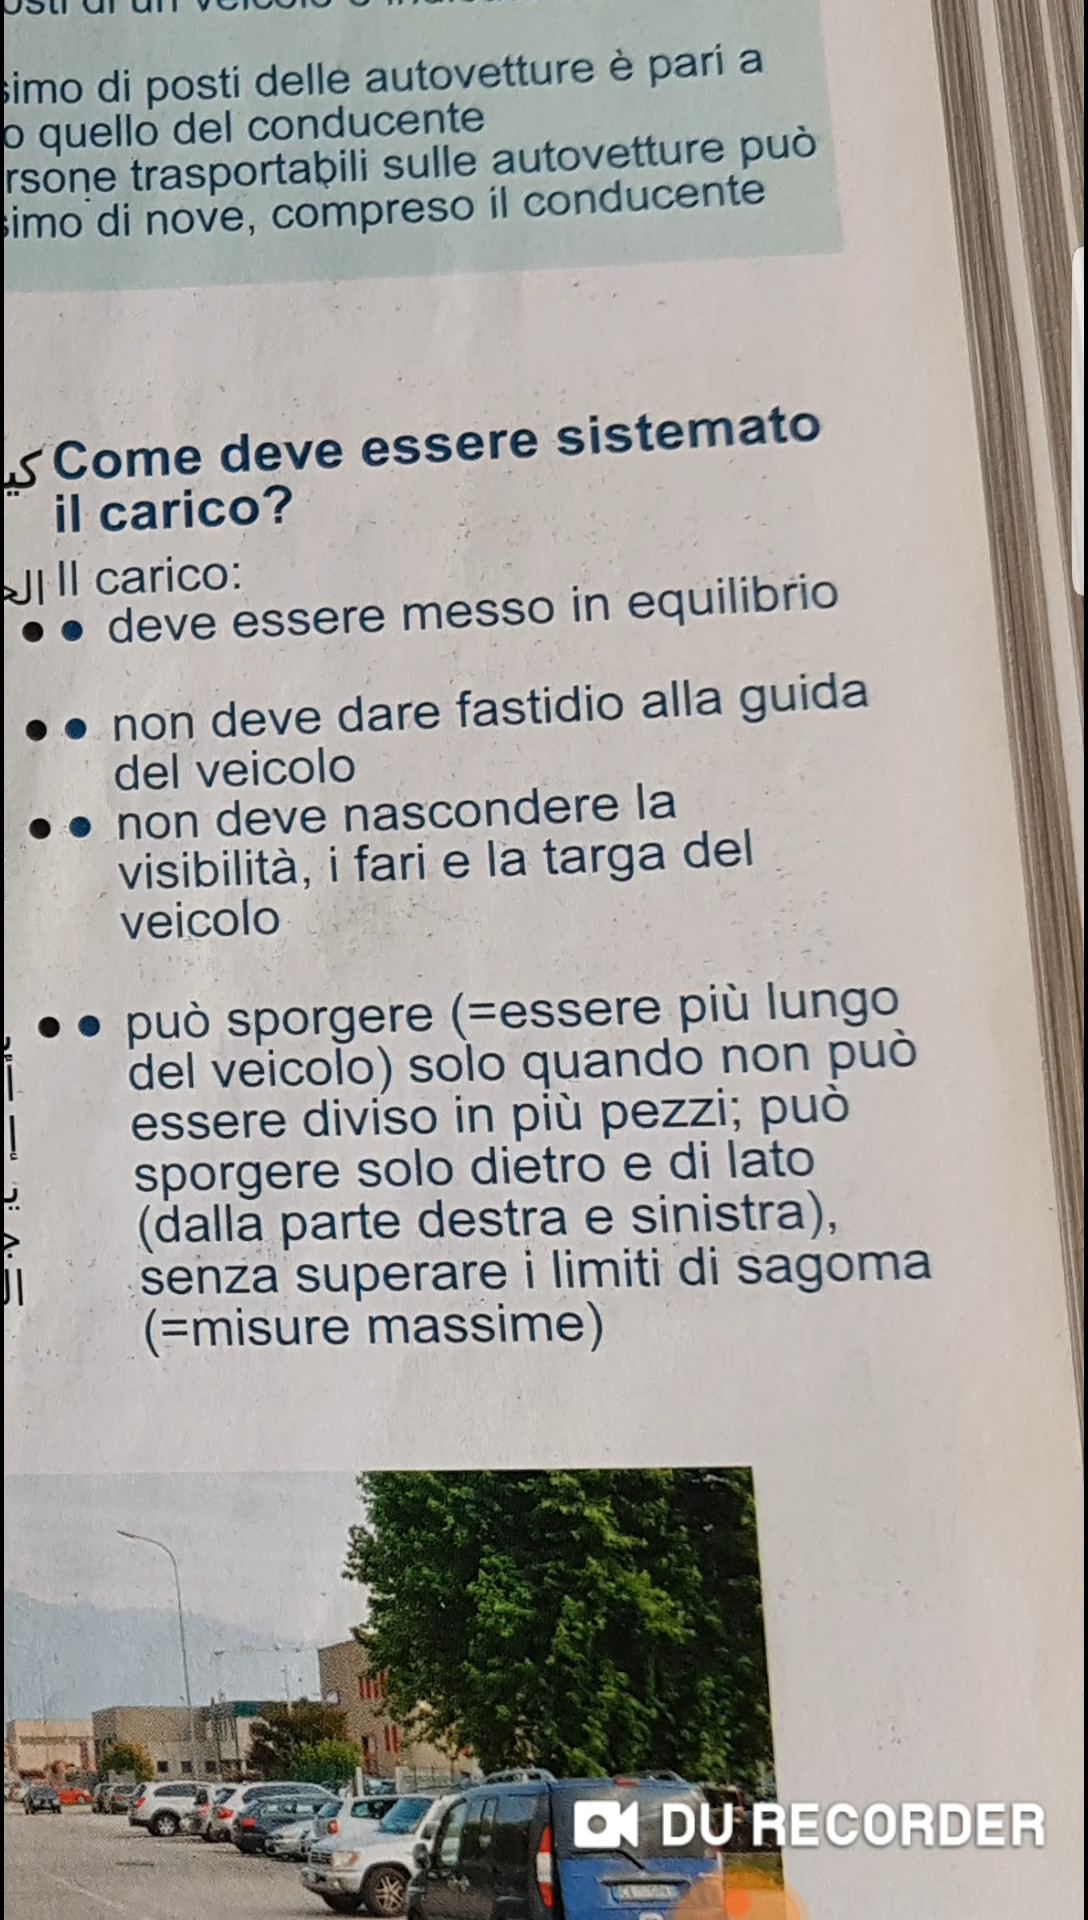 di un veicolo è
di posti delle autovetture è pari a
quello del conducente
trasportabili sulle autovetture può
di nove, compreso il conducente
Come deve essere sistemato
il carico?
Il carico:
• • deve essere messo in equilibrio
• • non deve dare fastidio alla guida
del veicolo
• • non deve nascondere la
visibilità, i fari e la targa del
veicolo
• • può sporgere (=essere più lungo
del veicolo) solo quando non può
essere diviso in più pezzi; può
sporgere solo dietro e di lato
(dalla parte destra e sinistra),
senza superare i limiti di sagoma
(=misure massime)
DU RECORDER